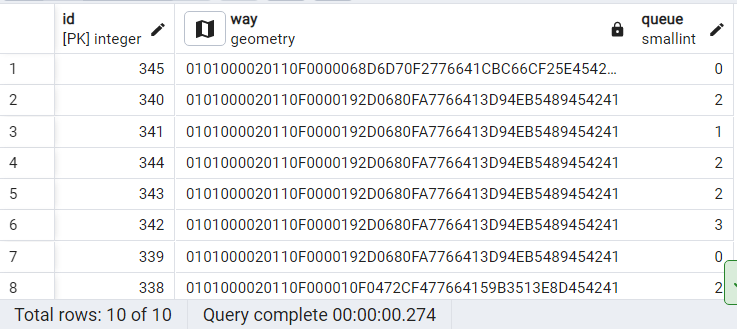 id way queue
[PK] integer geometry smallint
1 345 0101000020110F0000068D6D70F2776641CBC66CF25E4542...  0
2 340 0101000020110F0000192D0680FA7766413D94EB5489454241 2
3 341 0101000020110F0000192D0680FA7766413D94EB5489454241 1
4 344 0101000020110F0000192D0680FA7766413D94EB5489454241 2
5 343 0101000020110F0000192D0680FA7766413D94EB5489454241 2
6 342 0101000020110F0000192D0680FA7766413D94EB5489454241 3
7 339 0101000020110F0000192D0680FA7766413D94EB5489454241 0
8 338 0101000020110F000010F0472CF477664159B3513E8D454241 2
Total rows: 10 of 10 Query complete 00:00:00.274